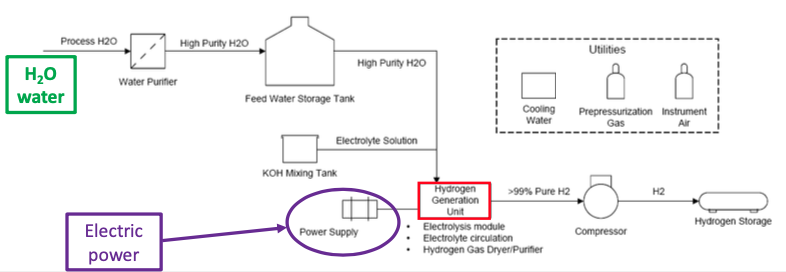 Process H2O
High Purity H2O
H₂O
water
Water Purifier
Feed Water Storage Tank
High Purity H2O
Utilities
Cooling
Water
Prepressurization
Gas
Instrument
Air
Electrolyte Solution
KOH Mixing Tank
Hydrogen
Generation
Unit
>99% Pure H2
H2
Compressor
Hydrogen Storage
Electric
power
Power Supply
• Electrolysis module
• Electrolyte circulation
• Hydrogen Gas Dryer/Purifier